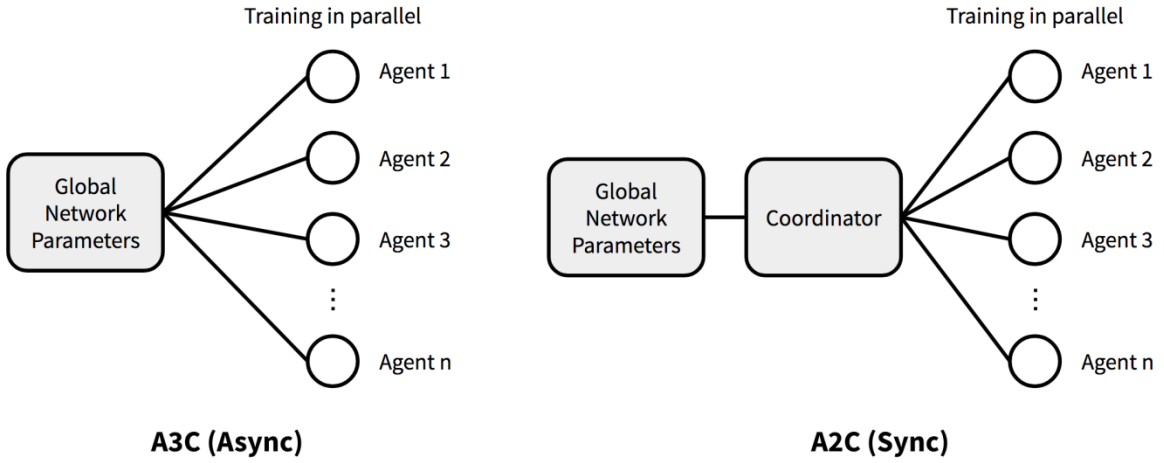 Training in parallel
Agent 1
Agent 2
Global
Network
Parameters
Agent 3
⋮
Agent n
A3C (Async)
Training in parallel
Agent 1
Agent 2
Global
Network
Parameters
Coordinator
Agent 3
⋮
Agent n
A2C (Sync)